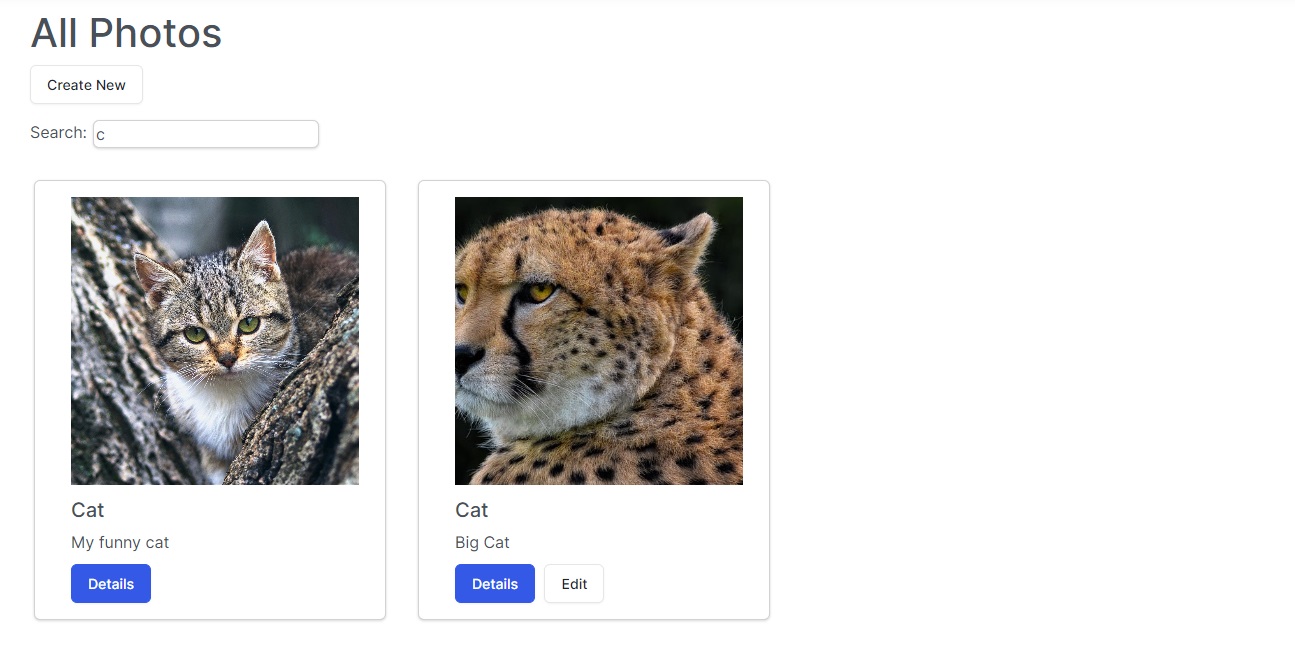 All Photos
Create New
Search: c
Cat
My funny cat
Details
Cat
Big Cat
Details Edit